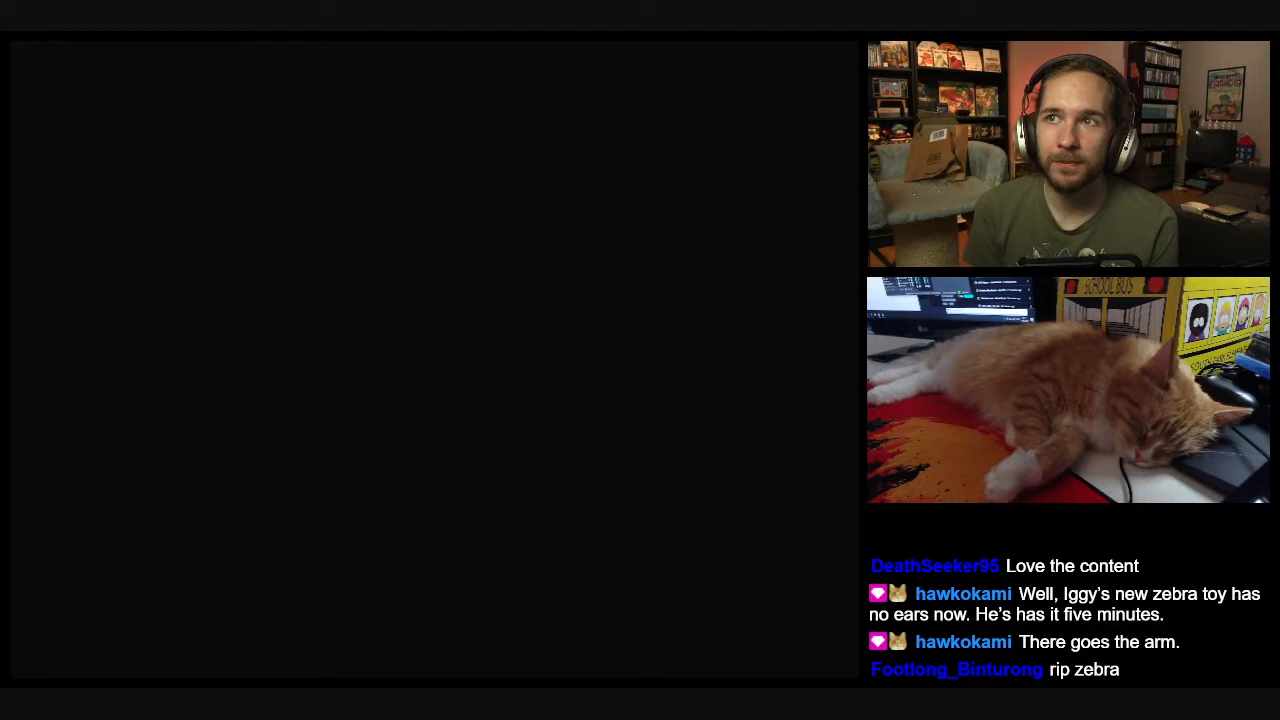 SCHOOL BUS
DeathSeeker95 Love the content
hawkokami Well, Iggy's new zebra toy has
no ears now. He's has it five minutes.
hawkokami There goes the arm.
Footlong_Binturong rip zebra